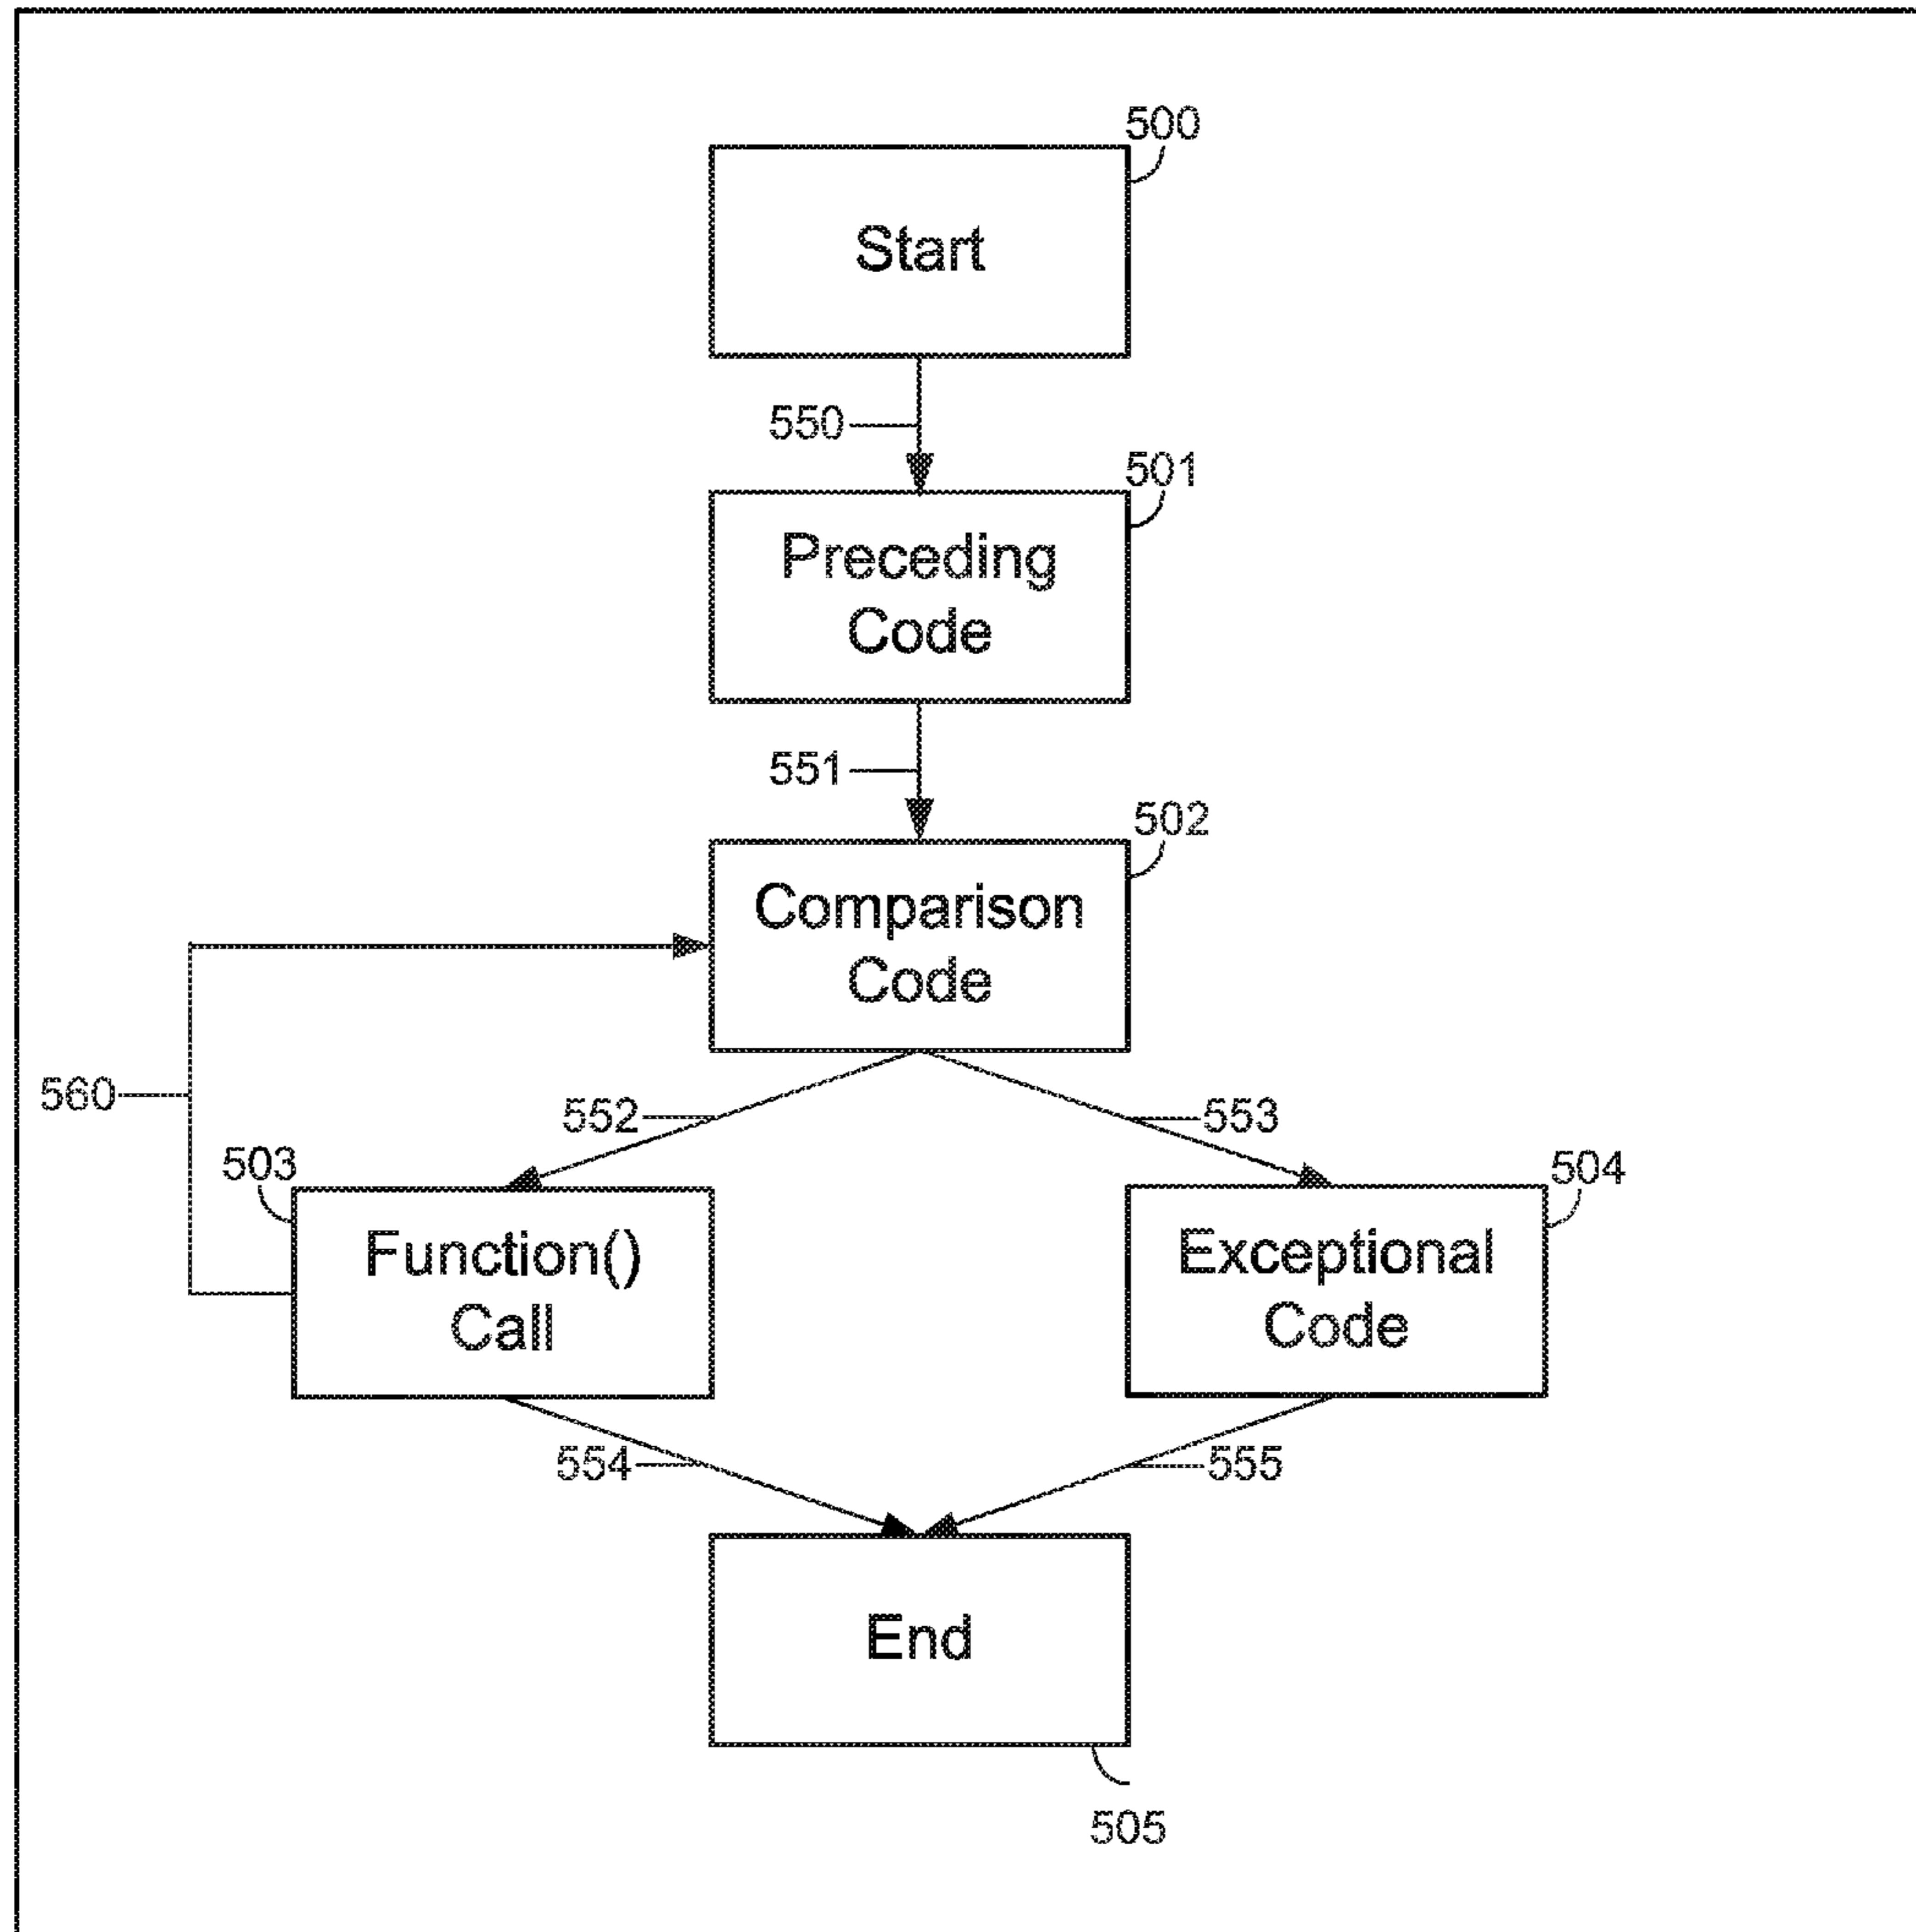 500
Start
550
501
Preceding
Code
551
502
Comparison
Code
560
552
553
503
504
Function()
Call
Exceptional
Code
554
555
End
505